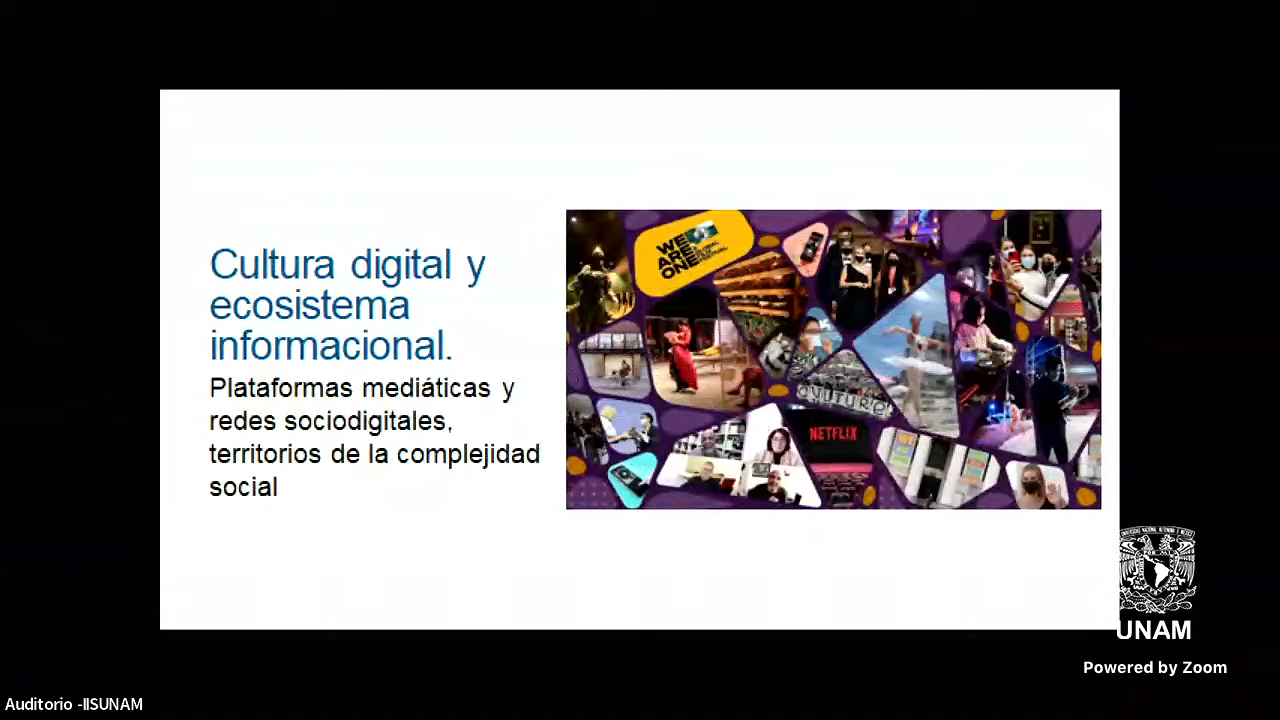 Cultura digital y
ecosistema
informacional.
Plataformas mediáticas y
redes sociodigitales,
territorios de la complejidad
social
WE
ARE
ONE
CULTURE
NETFLIX
UNAM
Powered by Zoom
Auditorio -IISUNAM